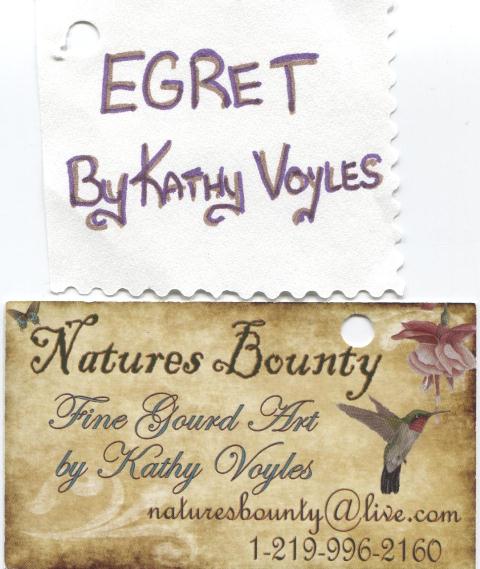 EGRET
By Kathy Voyles
Natures Bounty
Fine Gourd Art
by Kathy Voyles
naturesbounty@live.com
1-219-996-2160